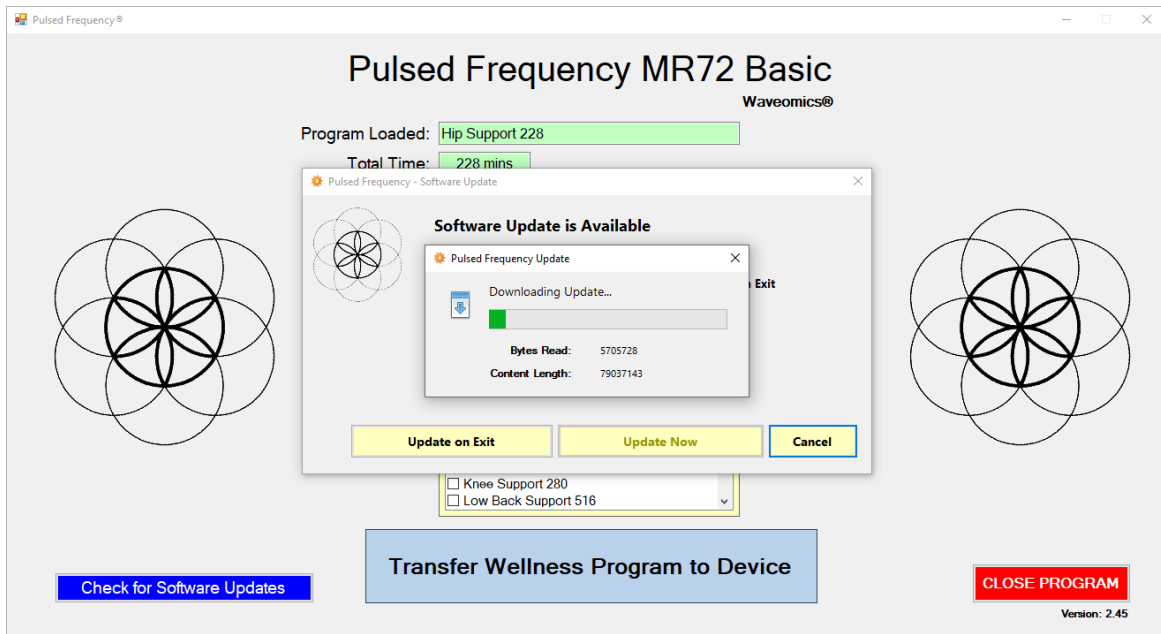 Pulsed Frequency®
Pulsed Frequency MR72 Basic
Waveomics®
Program Loaded: Hip Support 228
Total Time: 228 mins
Pulsed Frequency - Software Update
Software Update is Available
Pulsed Frequency Update
Exit
Downloading Update...
Bytes Read: 5705728
Content Length: 79037143
Update on Exit Update Now Cancel
Knee Support 280
Low Back Support 516
Transfer Wellness Program to Device
Check for Software Updates
CLOSE PROGRAM
Version: 2.45